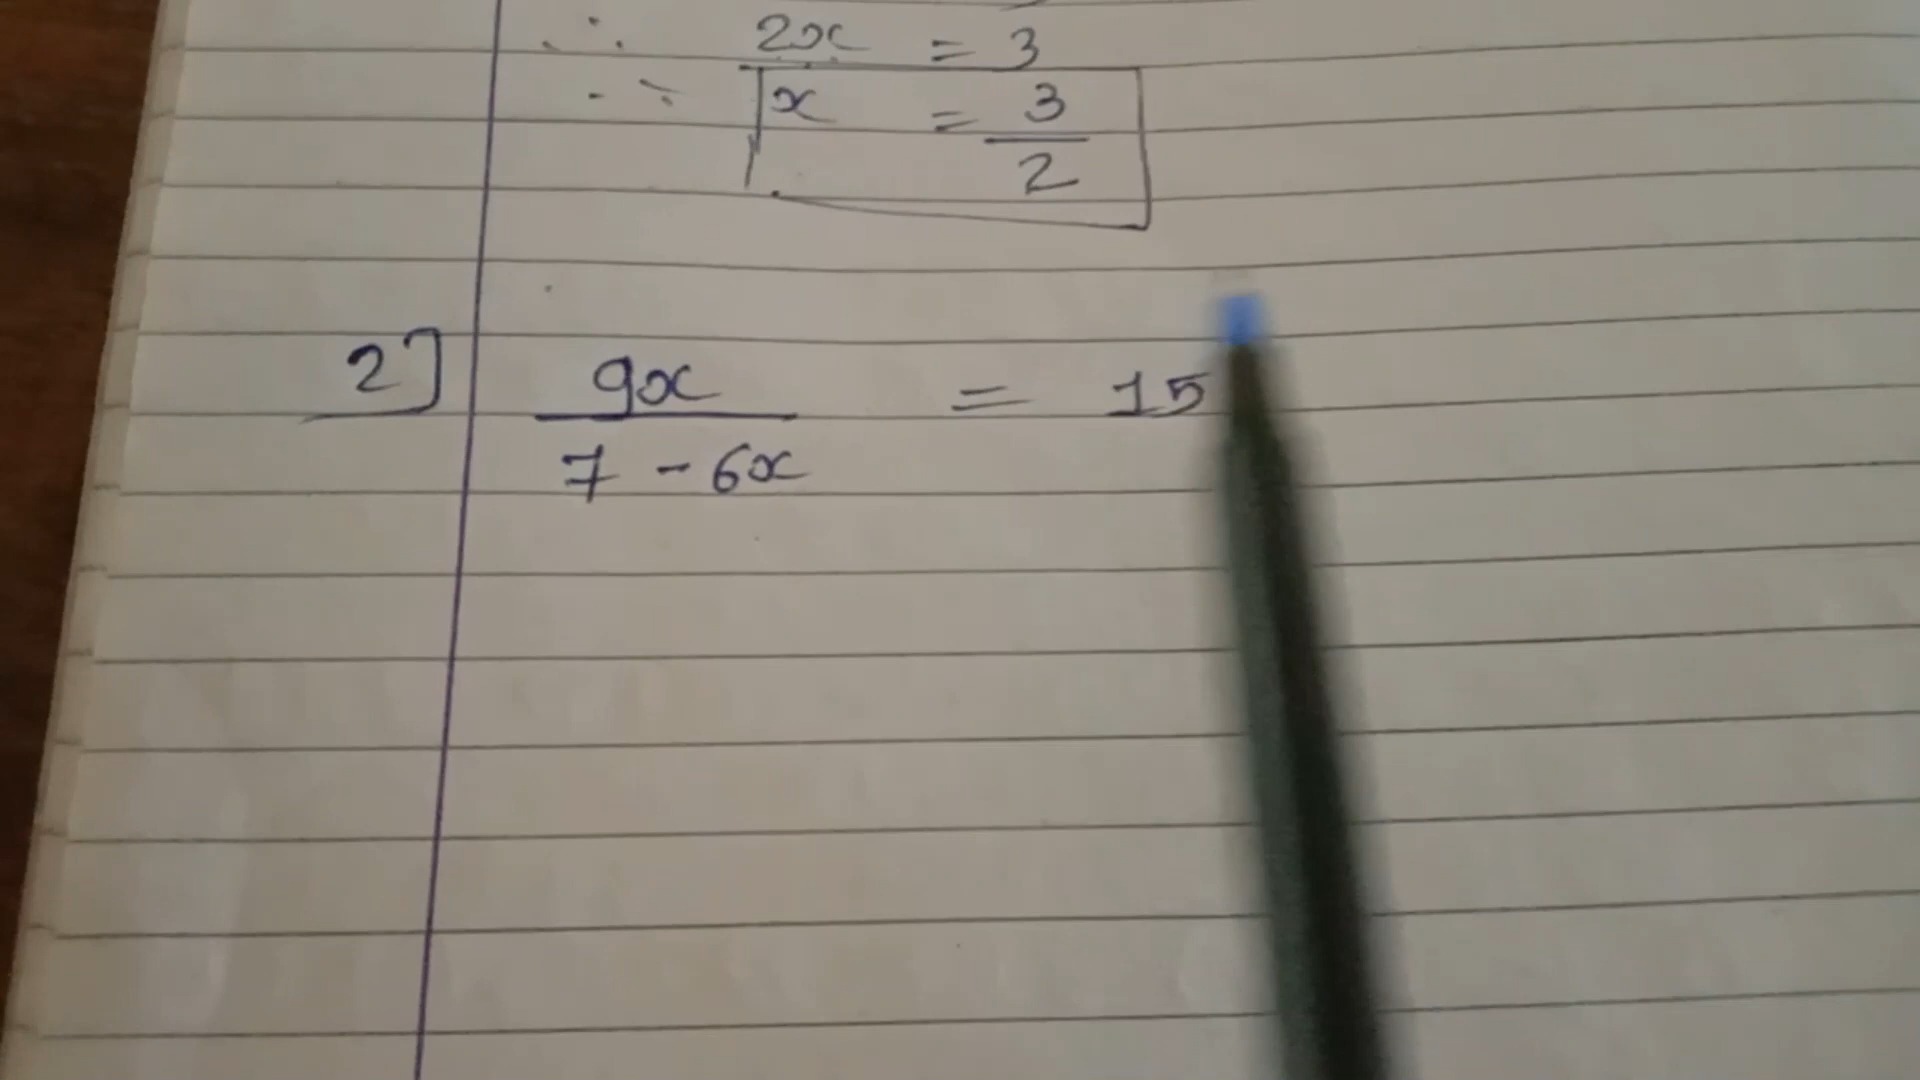 ∴ 2x = 3
∴ x = 3/2
2] 9x/(7 - 6x) = 15